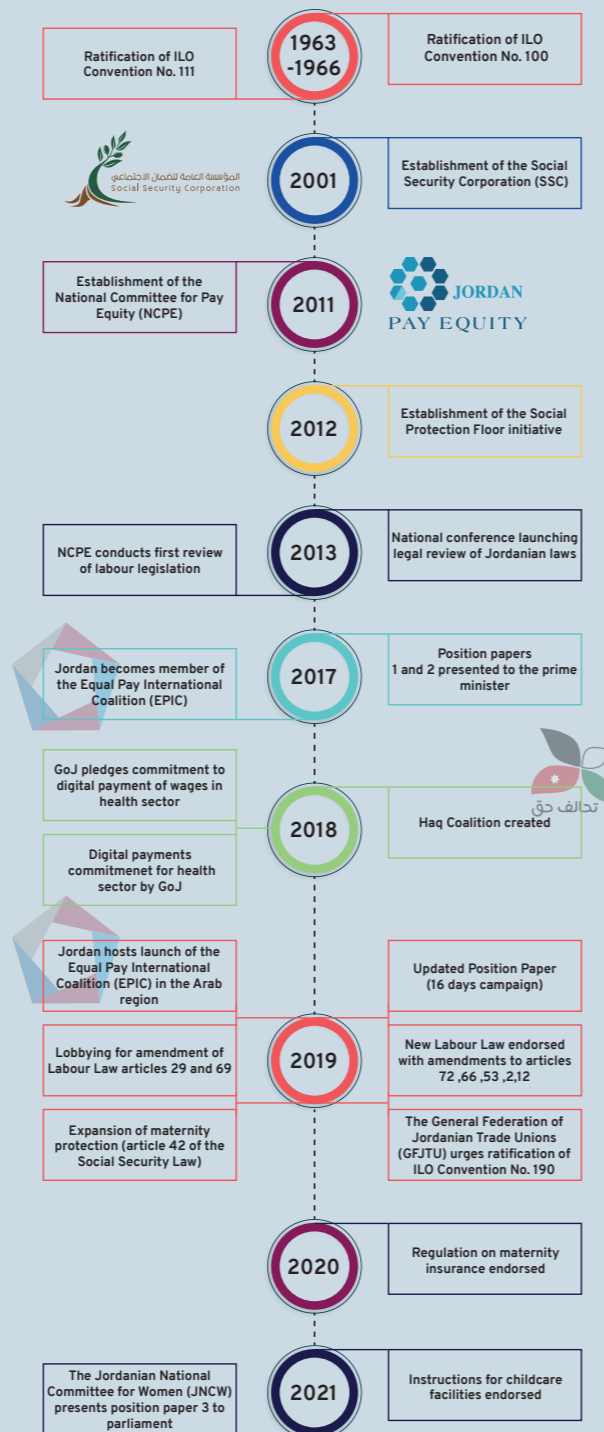 Ratification of ILO
Convention No. 111
1963
-1966
Ratification of ILO
Convention No. 100
المؤسسة العامة للضمان الاجتماعي
Social Security Corporation
2001
Establishment of the Social
Security Corporation (SSC)
Establishment of the
National Committee for Pay
Equity (NCPE)
2011
JORDAN
PAY EQUITY
2012
Establishment of the Social
Protection Floor initiative
NCPE conducts first review
of labour legislation
2013
National conference launching
legal review of Jordanian laws
Jordan becomes member of
the Equal Pay International
Coalition (EPIC)
2017
Position papers
1 and 2 presented to the prime
minister
GoJ pledges commitment to
digital payment of wages in
health sector
Digital payments
commitmenet for health
sector by GoJ
2018
Haq Coalition created
تحالف حق
Jordan hosts launch of the
Equal Pay International
Coalition (EPIC) in the Arab
region
Lobbying for amendment of
Labour Law articles 29 and 69
Expansion of maternity
protection (article 42 of the
Social Security Law)
2019
Updated Position Paper
(16 days campaign)
New Labour Law endorsed
with amendments to articles
72 ,66 ,53 ,2,12
The General Federation of
Jordanian Trade Unions
(GFJTU) urges ratification of
ILO Convention No. 190
2020
Regulation on maternity
insurance endorsed
The Jordanian National
Committee for Women (JNCW)
presents position paper 3 to
parliament
2021
Instructions for childcare
facilities endorsed